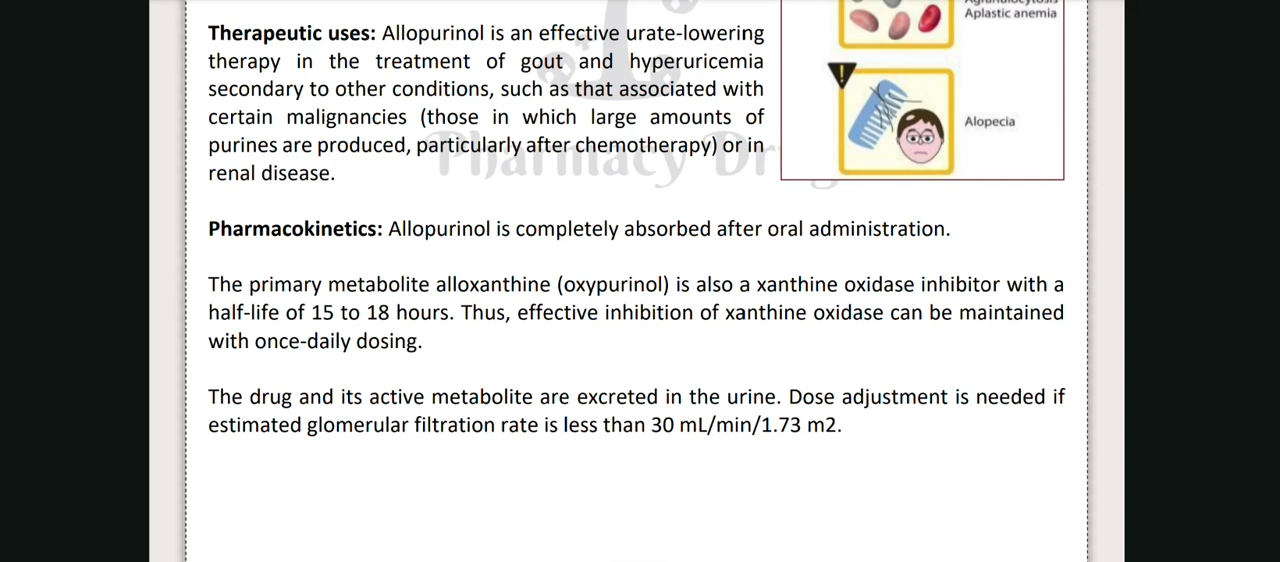 Aplastic anemia
Therapeutic uses: Allopurinol is an effective urate-lowering
therapy in the treatment of gout and hyperuricemia
secondary to other conditions, such as that associated with
certain malignancies (those in which large amounts of
purines are produced, particularly after chemotherapy) or in
renal disease.
Alopecia
Pharmacy Dr
Pharmacokinetics: Allopurinol is completely absorbed after oral administration.
The primary metabolite alloxanthine (oxypurinol) is also a xanthine oxidase inhibitor with a
half-life of 15 to 18 hours. Thus, effective inhibition of xanthine oxidase can be maintained
with once-daily dosing.
The drug and its active metabolite are excreted in the urine. Dose adjustment is needed if
estimated glomerular filtration rate is less than 30 mL/min/1.73 m2.